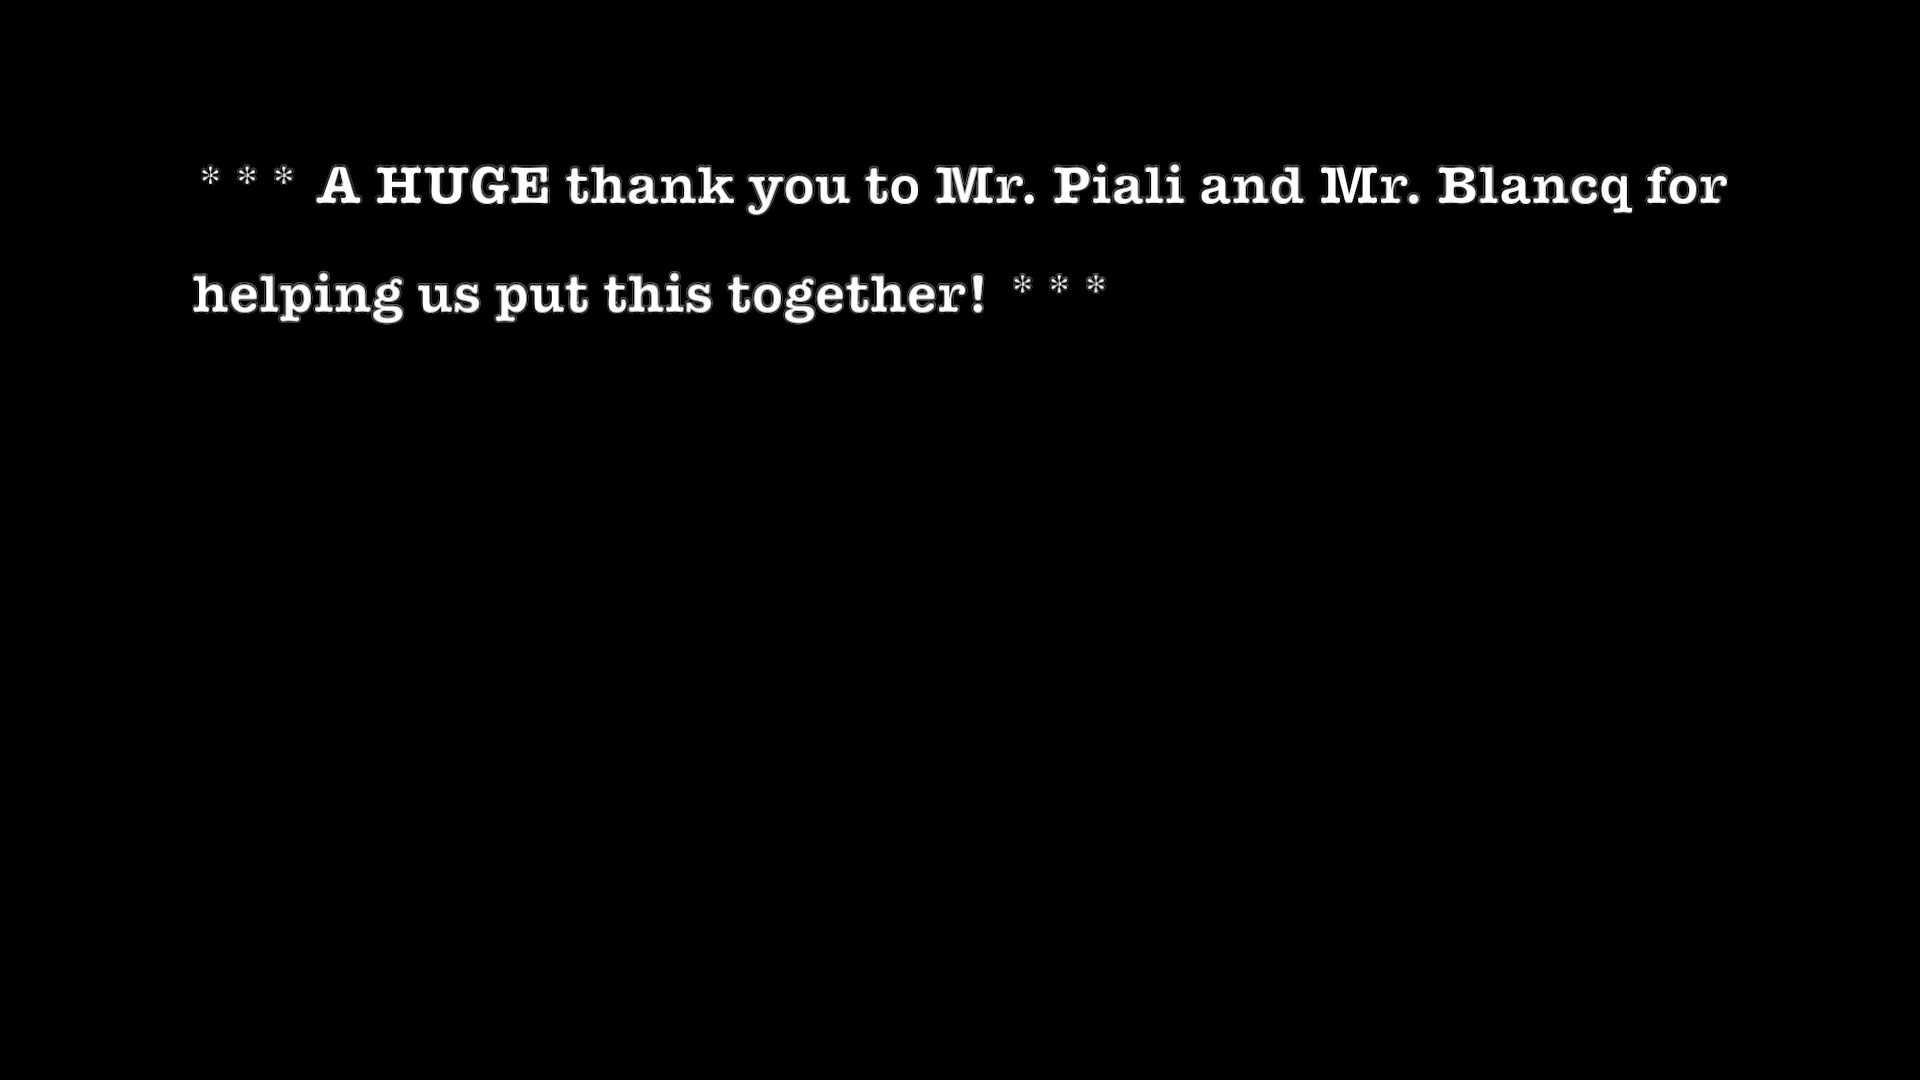 * * * A HUGE thank you to Mr. Piali and Mr. Blancq for
helping us put this together! * * *